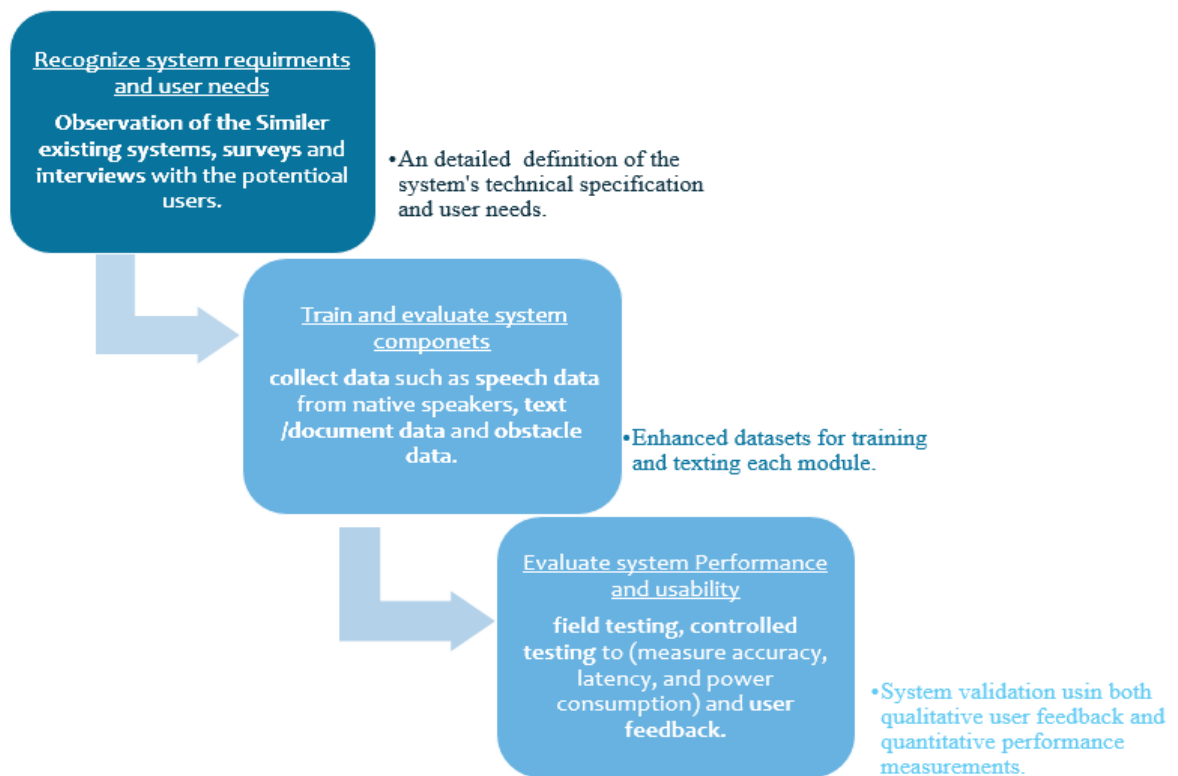 Recognize system requirments
and user needs
Observation of the Similer
existing systems, surveys and
interviews with the potentioal
users.
•An detailed definition of the
system's technical specification
and user needs.
Train and evaluate system
componets
collect data such as speech data
from native speakers, text
/document data and obstacle
data.
•Enhanced datasets for training
and texting each module.
Evaluate system Performance
and usability
field testing, controlled
testing to (measure accuracy,
latency, and power
consumption) and user
feedback.
•System validation usin both
qualitative user feedback and
quantitative performance
measurements.